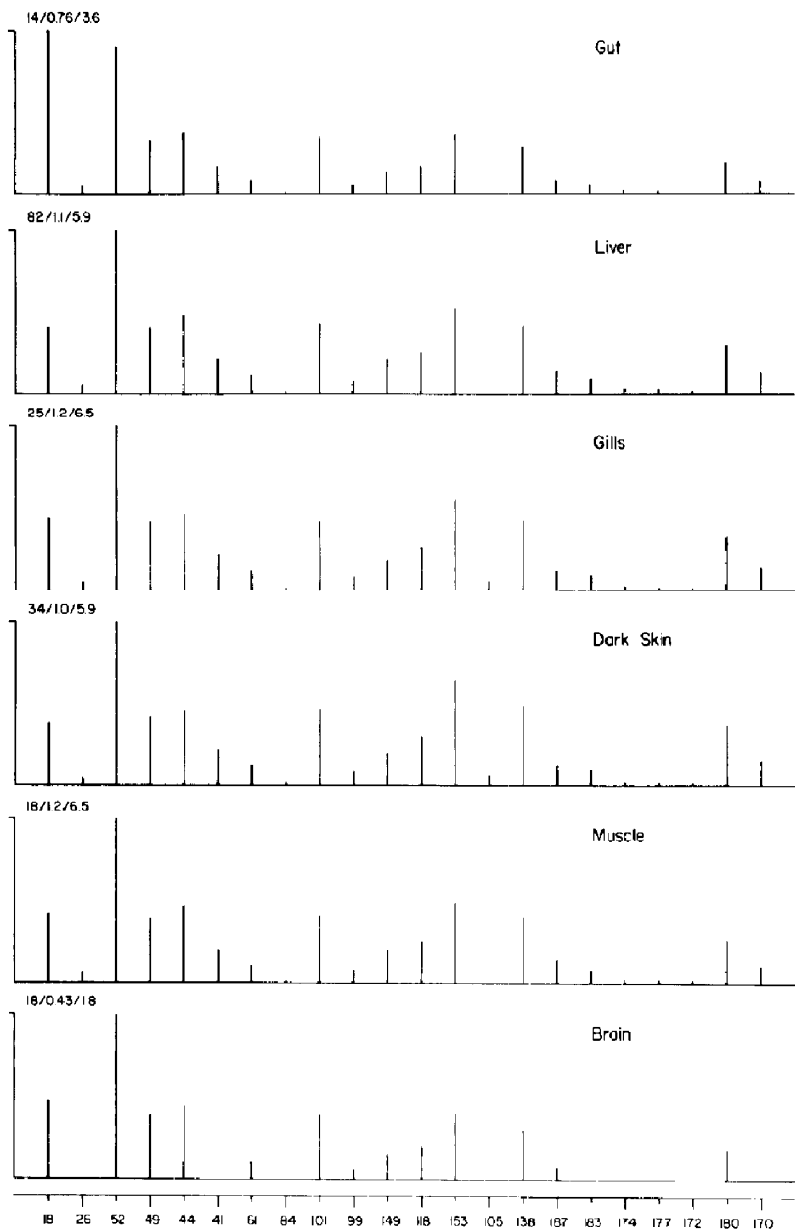 14/0.76/3.6
Gut
82/1.1/5.9
Liver
25/1.2/6.5
Gills
34/1.0/5.9
Dark Skin
18/1.2/6.5
Muscle
18/0.43/1.8
Brain
18 26 52 49 44 41 61 84 101 99 149 118 153 105 138 187 183 174 177 172 180 170